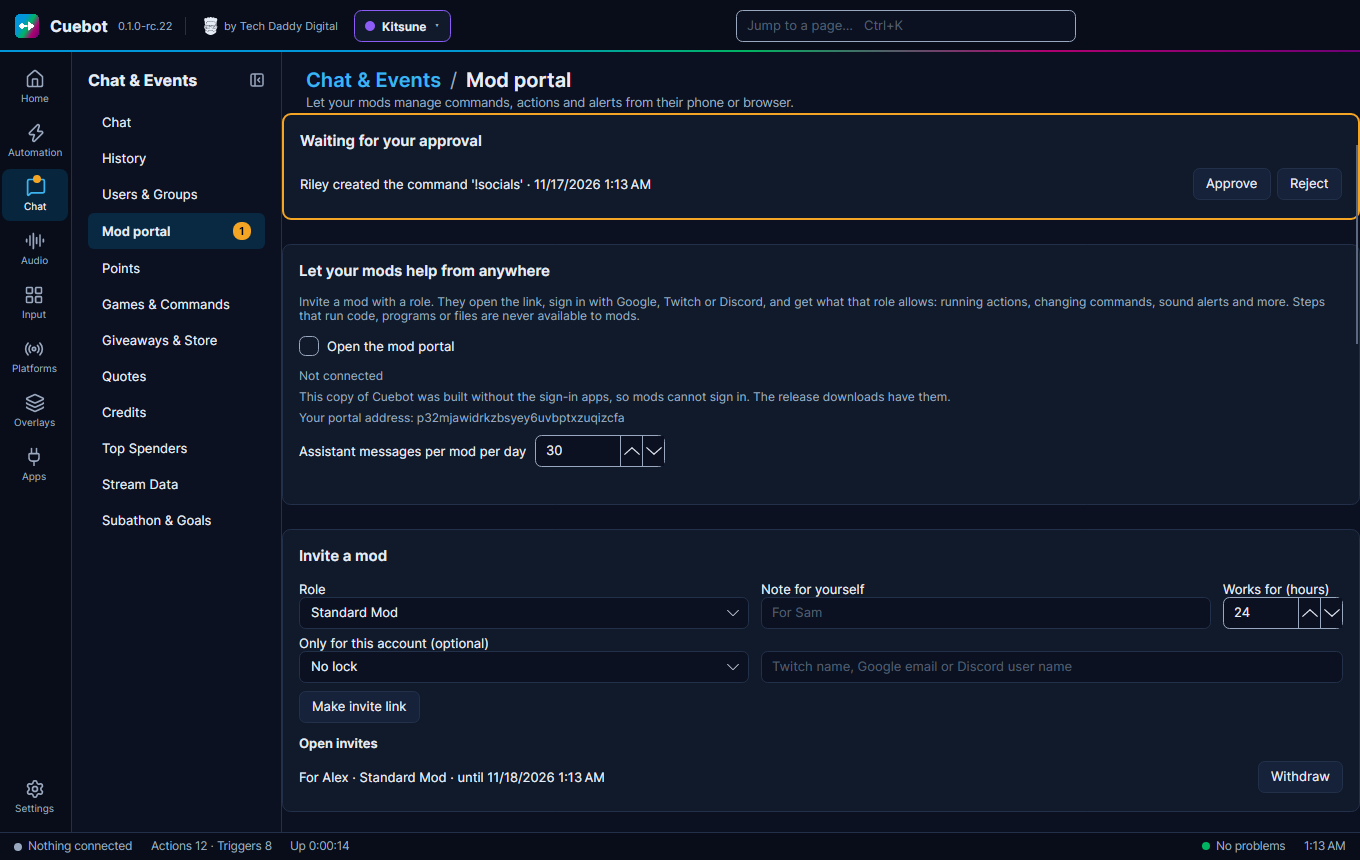 Cuebot 0.1.0-rc.22 by Tech Daddy Digital Kitsune Jump to a page... Ctrl+K
Home
Automation
Chat
Audio
Input
Platforms
Overlays
Apps
Settings
Chat & Events
Chat
History
Users & Groups
Mod portal 1
Points
Games & Commands
Giveaways & Store
Quotes
Credits
Top Spenders
Stream Data
Subathon & Goals
Chat & Events / Mod portal
Let your mods manage commands, actions and alerts from their phone or browser.
Waiting for your approval
Riley created the command '!socials' · 11/17/2026 1:13 AM Approve Reject
Let your mods help from anywhere
Invite a mod with a role. They open the link, sign in with Google, Twitch or Discord, and get what that role allows: running actions, changing commands, sound alerts and more. Steps
that run code, programs or files are never available to mods.
Open the mod portal
Not connected
This copy of Cuebot was built without the sign-in apps, so mods cannot sign in. The release downloads have them.
Your portal address: p32mjawidrkzbsyey6uvbptxzuqizcfa
Assistant messages per mod per day 30
Invite a mod
Role Note for yourself Works for (hours)
Standard Mod For Sam 24
Only for this account (optional)
No lock Twitch name, Google email or Discord user name
Make invite link
Open invites
For Alex · Standard Mod · until 11/18/2026 1:13 AM Withdraw
Nothing connected Actions 12 · Triggers 8 Up 0:00:14 No problems 1:13 AM